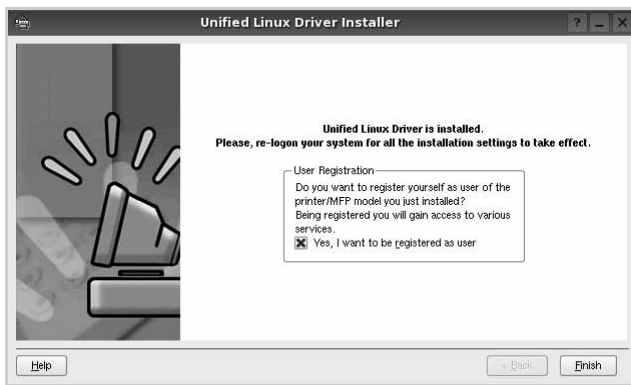 Unified Linux Driver Installer
Unified Linux Driver is installed.
Please, re-logon your system for all the installation settings to take effect.
User Registration
Do you want to register yourself as user of the
printer/MFP model you just installed?
Being registered you will gain access to various
services.
Yes, I want to be registered as user
Help
< Back
Finish